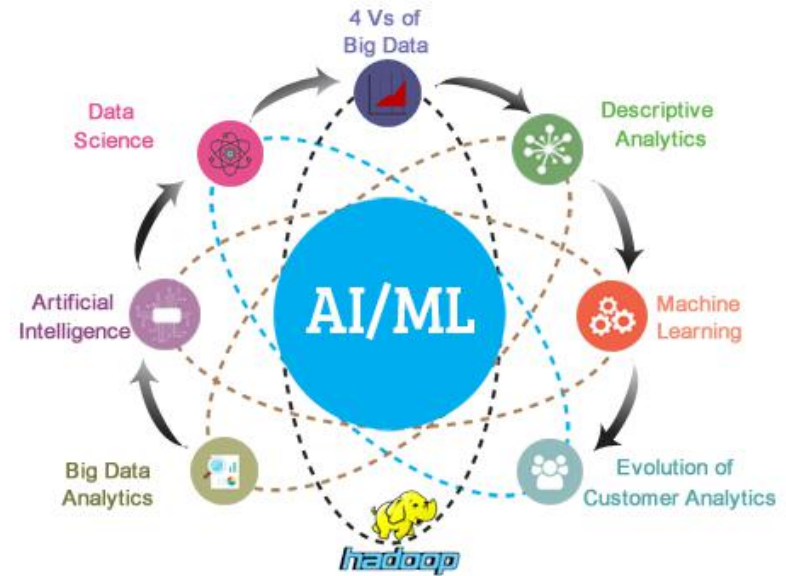 4 Vs of
Big Data
Data
Science
Descriptive
Analytics
AI/ML
Artificial
Intelligence
Machine
Learning
Big Data
Analytics
Evolution of
Customer Analytics
hadoop